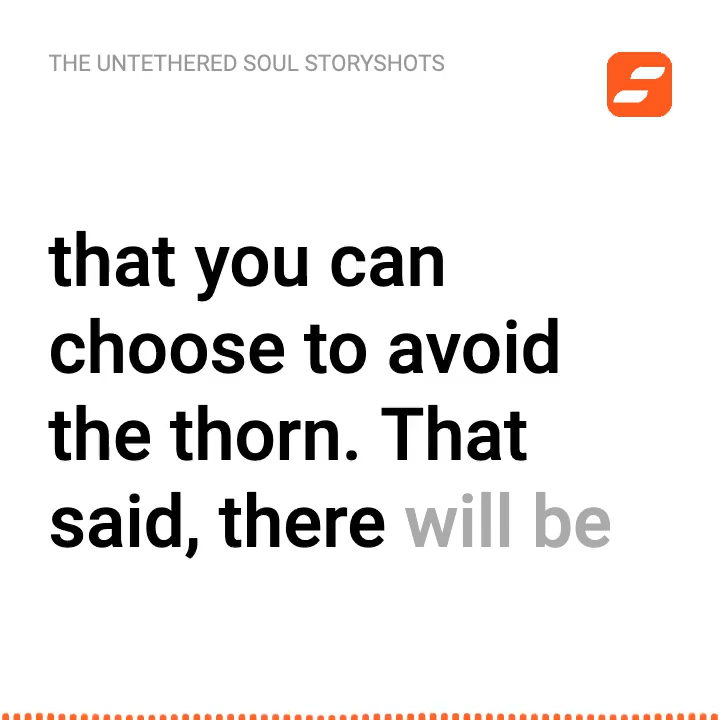 THE UNTETHERED SOUL STORYSHOTS
that you can
choose to avoid
the thorn. That
said, there will be